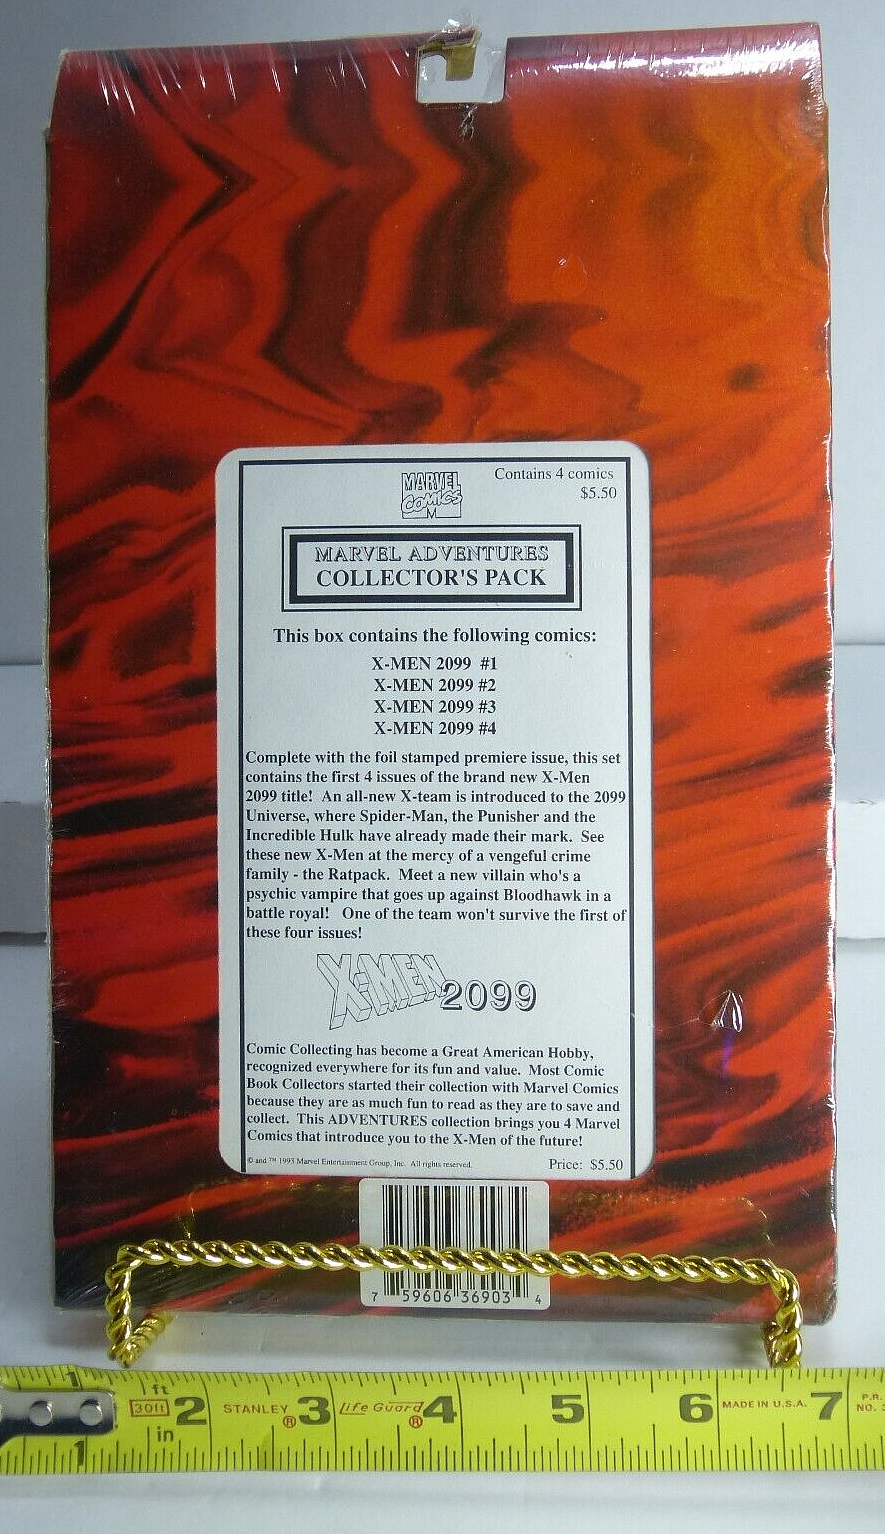 Contains 4 comics
$5.50
MARVEL
COMICS
M
MARVEL ADVENTURES
COLLECTOR'S PACK
This box contains the following comics:
X-MEN 2099 #1
X-MEN 2099 #2
X-MEN 2099 #3
X-MEN 2099 #4
Complete with the foil stamped premiere issue, this set
contains the first 4 issues of the brand new X-Men
2099 title! An all-new X-team is introduced to the 2099
Universe, where Spider-Man, the Punisher and the
Incredible Hulk have already made their mark. See
these new X-Men at the mercy of a vengeful crime
family - the Ratpack. Meet a new villain who's a
psychic vampire that goes up against Bloodhawk in a
battle royal! One of the team won't survive the first of
these four issues!
X-MEN 2099
Comic Collecting has become a Great American Hobby,
recognized everywhere for its fun and value. Most Comic
Book Collectors started their collection with Marvel Comics
because they are as much fun to read as they are to save and
collect. This ADVENTURES collection brings you 4 Marvel
Comics that introduce you to the X-Men of the future!
© and ™ 1993 Marvel Entertainment Group, Inc. All rights reserved.
Price: $5.50
7 59606 36903 4
1 ft
30ft 2 STANLEY® 3 Life Guard® 4 5 6 MADE IN U.S.A. 7 P.R.
NO.
in
1